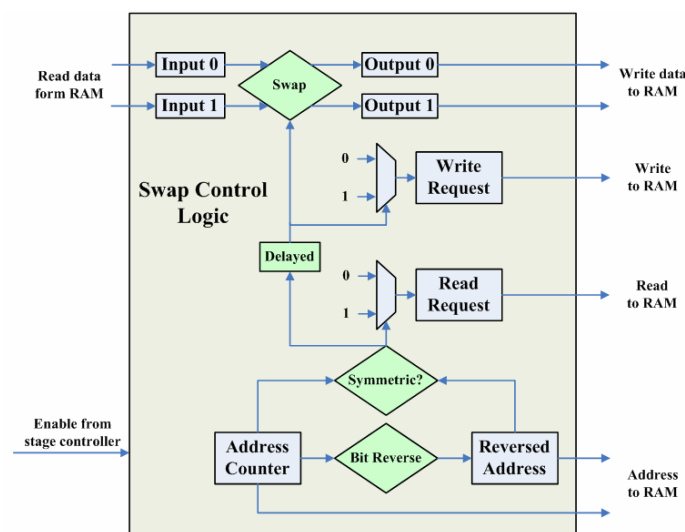 Read data
form RAM
Input 0
Input 1
Swap
Output 0
Output 1
Write data
to RAM
Swap Control
Logic
0
1
Write
Request
Write
to RAM
Delayed
0
1
Read
Request
Read
to RAM
Symmetric?
Enable from
stage controller
Address
Counter
Bit Reverse
Reversed
Address
Address
to RAM